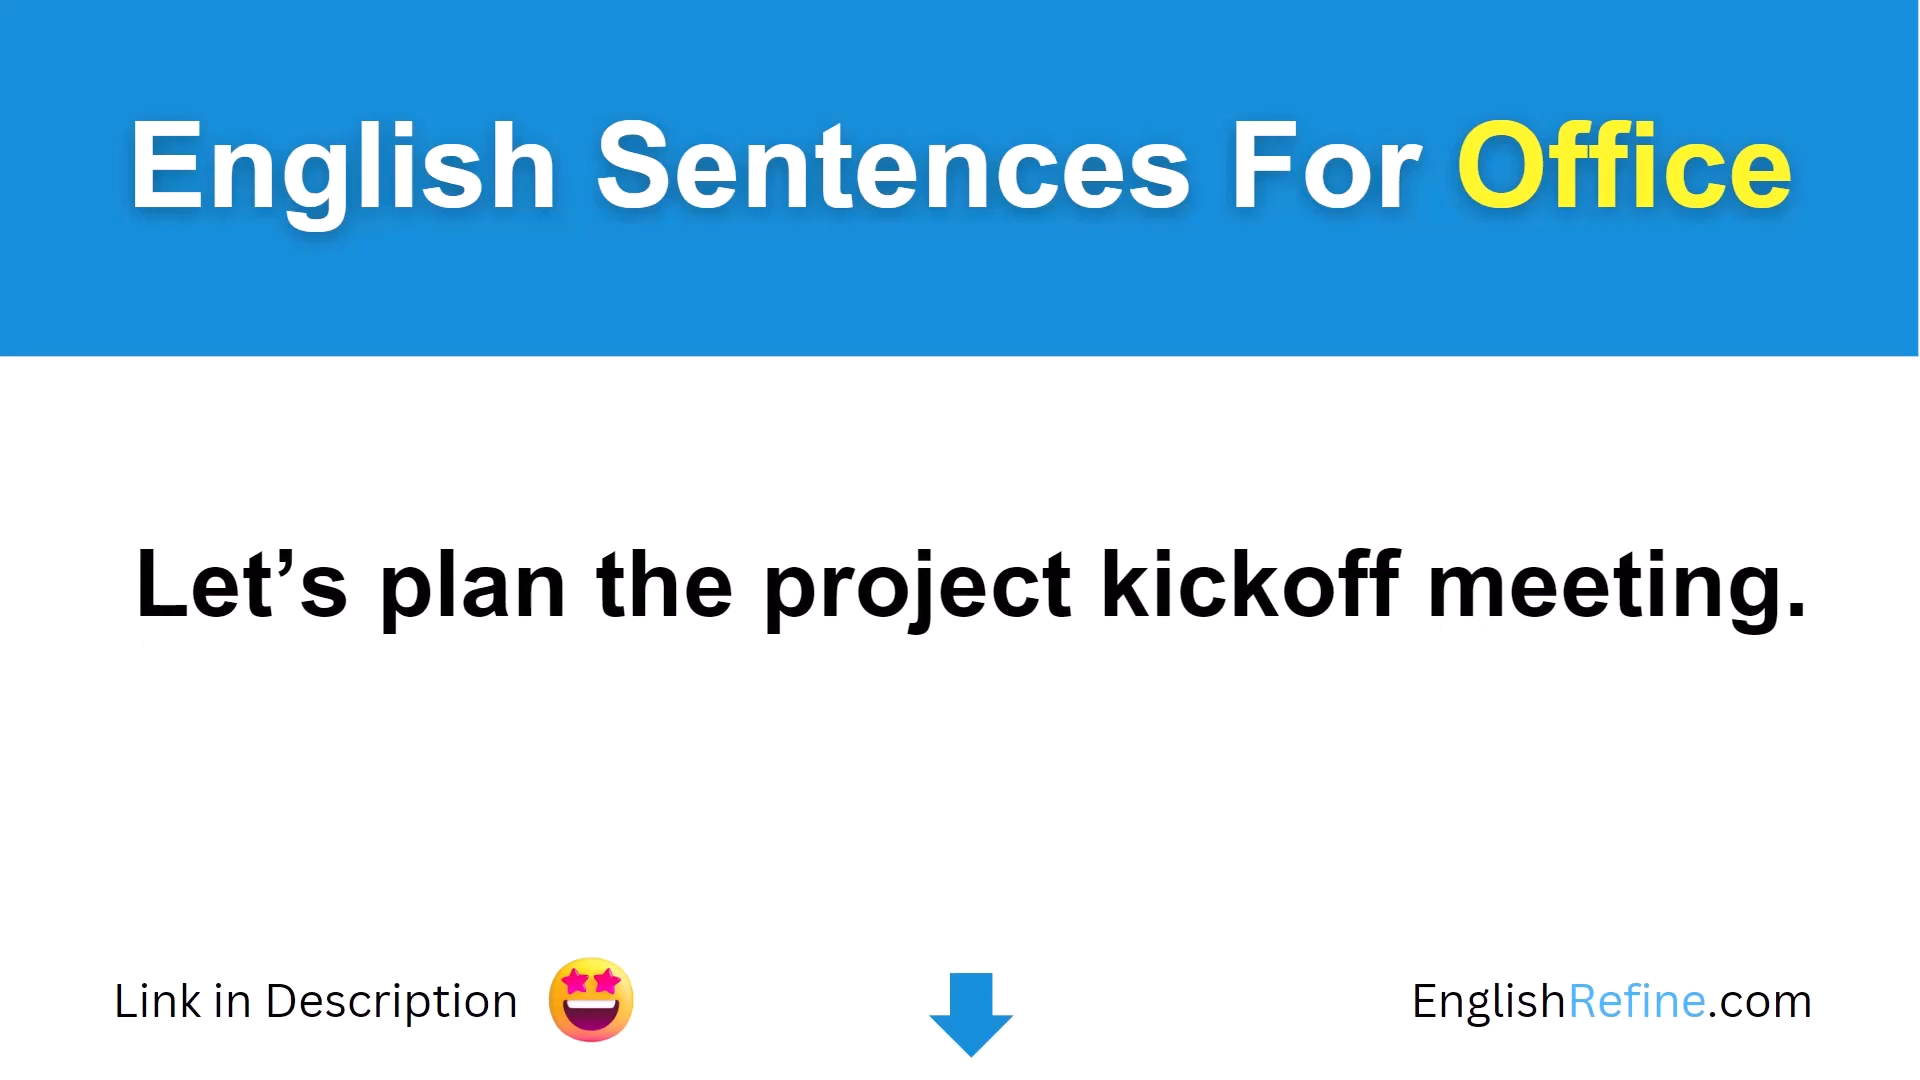 English Sentences For Office
Let’s plan the project kickoff meeting.
Link in Description
EnglishRefine.com